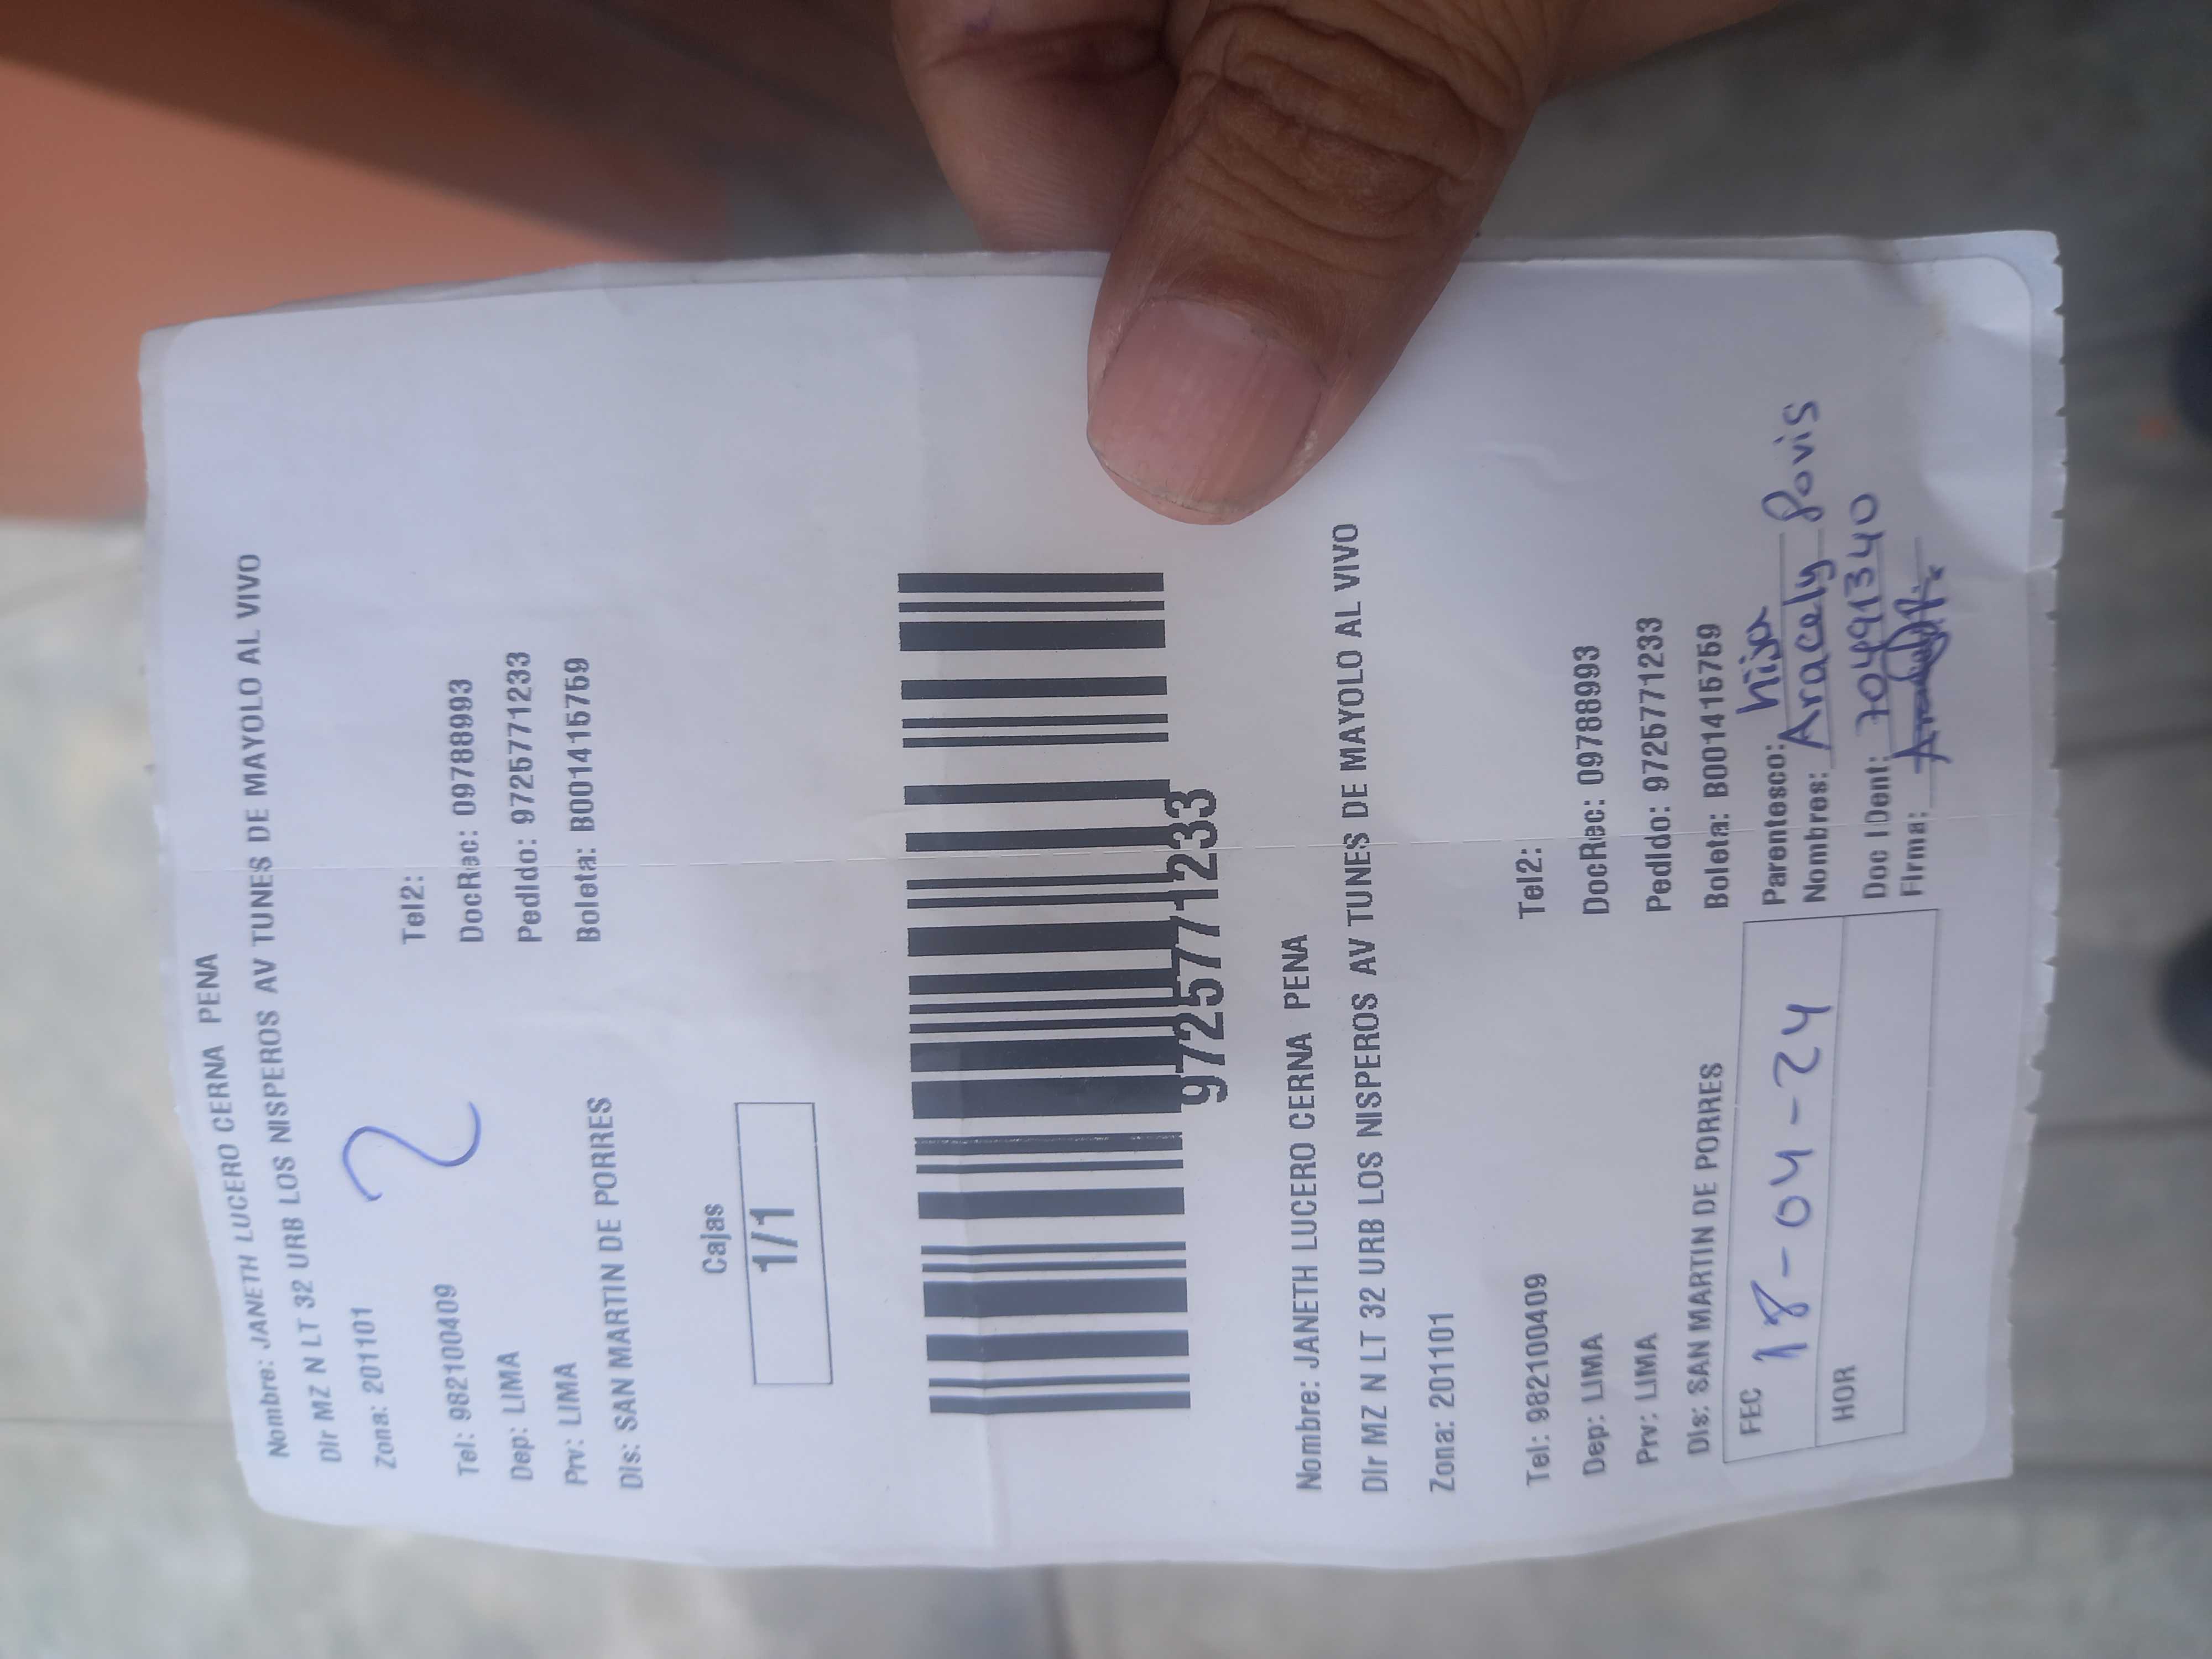 Nombre: JANETH LUCERO CERNA PENA
Dir MZ N LT 32 URB LOS NISPEROS AV TUNES DE MAYOLO AL VIVO
Zona: 201101
2
Tel: 982100409 Tel2:
Dep: LIMA DocRec: 09788993
Prv: LIMA Pedido: 9725771233
Dis: SAN MARTIN DE PORRES Boleta: B001415759
Cajas
1/1
9725771233
Nombre: JANETH LUCERO CERNA PENA
Dir MZ N LT 32 URB LOS NISPEROS AV TUNES DE MAYOLO AL VIVO
Zona: 201101
Tel: 982100409 Tel2:
Dep: LIMA DocRec: 09788993
Prv: LIMA Pedido: 9725771233
Dis: SAN MARTIN DE PORRES Boleta: B001415759
FEC 18-04-24
HOR
Parentesco: hija
Nombres: Aracely Povis
Doc IDent: 70491340
Firma: